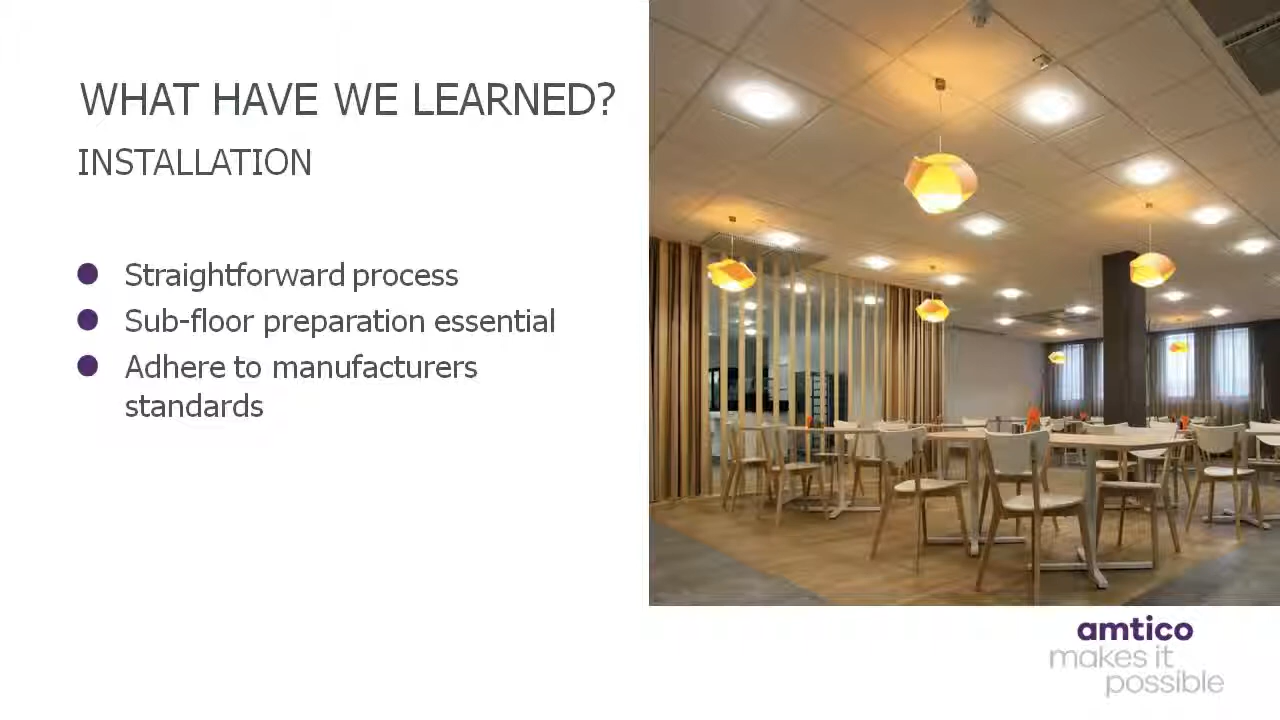 WHAT HAVE WE LEARNED?
INSTALLATION
Straightforward process
Sub-floor preparation essential
Adhere to manufacturers
standards
amtico
makes it
possible